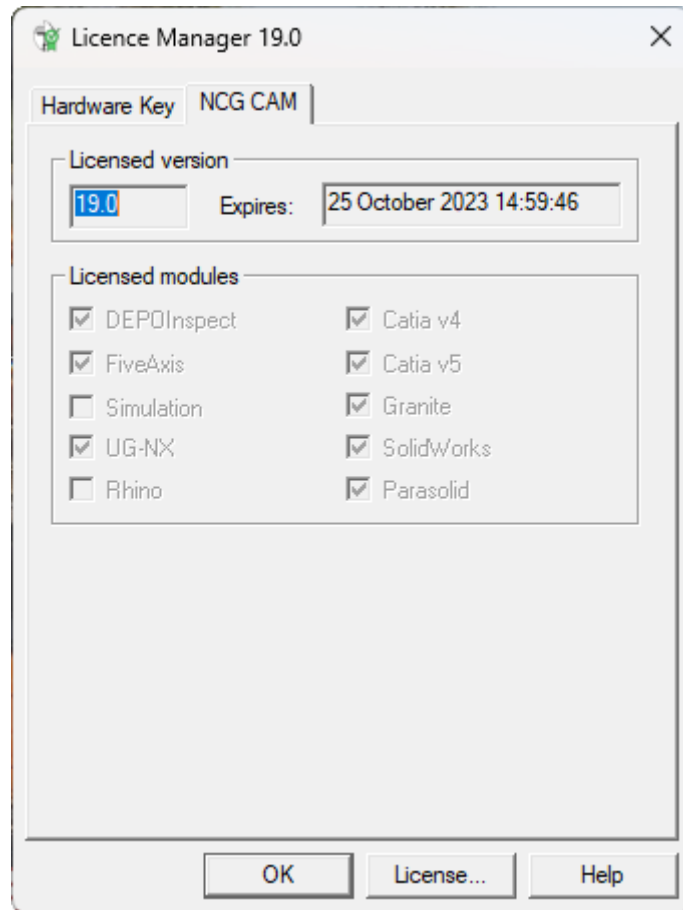 Licence Manager 19.0
Hardware Key NCG CAM
Licensed version
19.0 Expires: 25 October 2023 14:59:46
Licensed modules
DEPOInspect Catia v4
FiveAxis Catia v5
Simulation Granite
UG-NX SolidWorks
Rhino Parasolid
OK License... Help